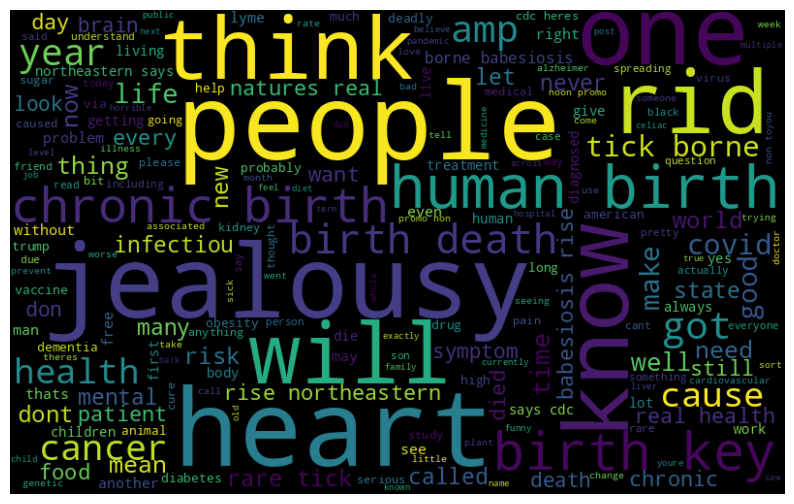 day brain lyme much deadly cdc heres public rate next believe week
said understand living think right spreading post multiple
year northeastern says amp borne babesiosis one
sugar today via help love pandemic bad alzheimer virus noon promo
look now life natures real let never rid
caused getting horrible live medical give come someone black celiac
problem every people case tick borne question non toyou
thing friend please probably treatment diagnosed
job illness dad tell medicine across day
level read bit including new want human birth use trying
chronic birth feel diet even human american world
month term promo non hospital pretty
without associated kidney birth death covid
trump infectiou thought long make yes true doctor
due worse went say seeing know state actually good
prevent vaccine jealousy babesiosis rise always cant everyone
don sick whole got
man free many obesity person will drug pain need
dementia anything die son exactly symptom time well still
theres first risk may currently
health take back body family something sort
thats cure call high liver cardiovascular
mental rise northeastern died says cdc lot cause
dont patient old heart rare real health
children animal study plant work
cancer see birth key youre
child food mean little funny
genetic another diabetes rare tick serious known called name death change chronic saw